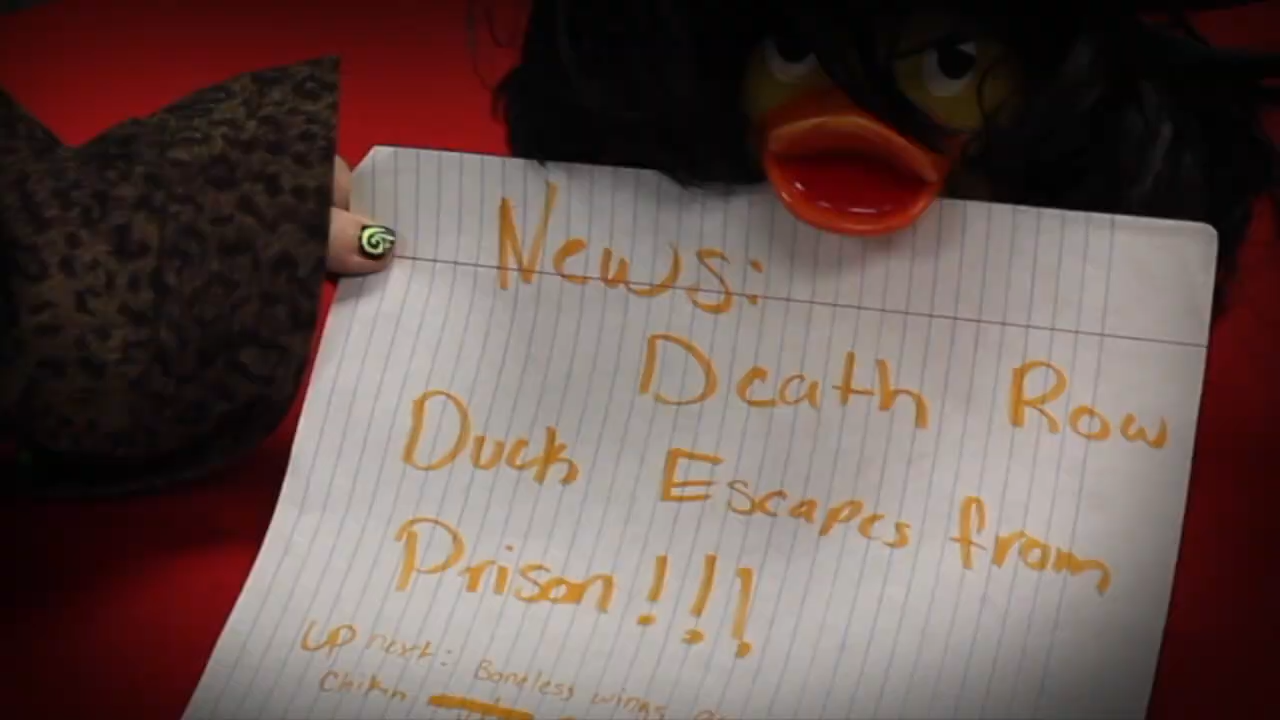 News:
Death Row
Duck Escapes from
Prison!!!
Up next: Boneless wings
Chikn